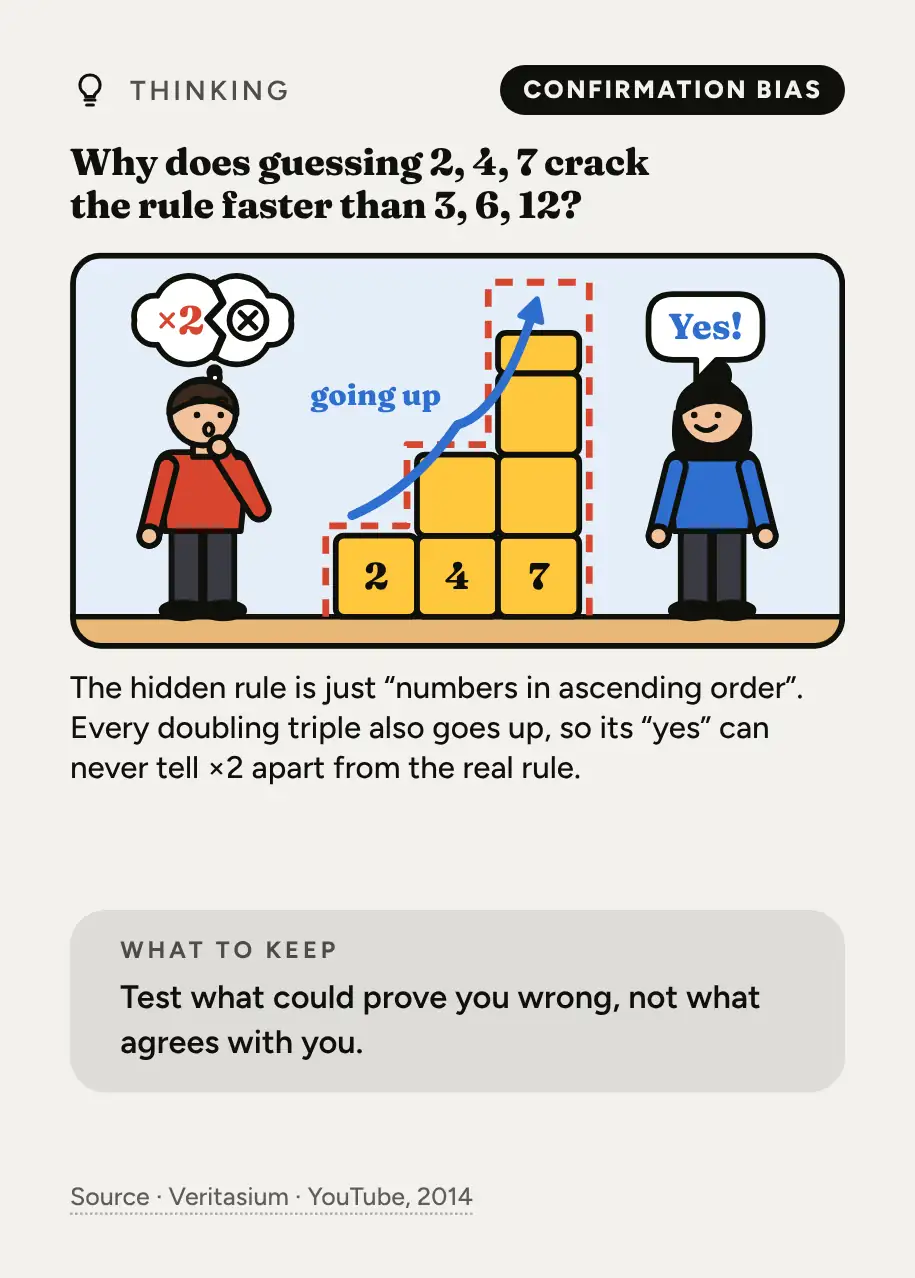 THINKING
CONFIRMATION BIAS
Why does guessing 2, 4, 7 crack
the rule faster than 3, 6, 12?
×2
going up
Yes!
2 4 7
The hidden rule is just “numbers in ascending order”.
Every doubling triple also goes up, so its “yes” can
never tell ×2 apart from the real rule.
WHAT TO KEEP
Test what could prove you wrong, not what
agrees with you.
Source · Veritasium · YouTube, 2014